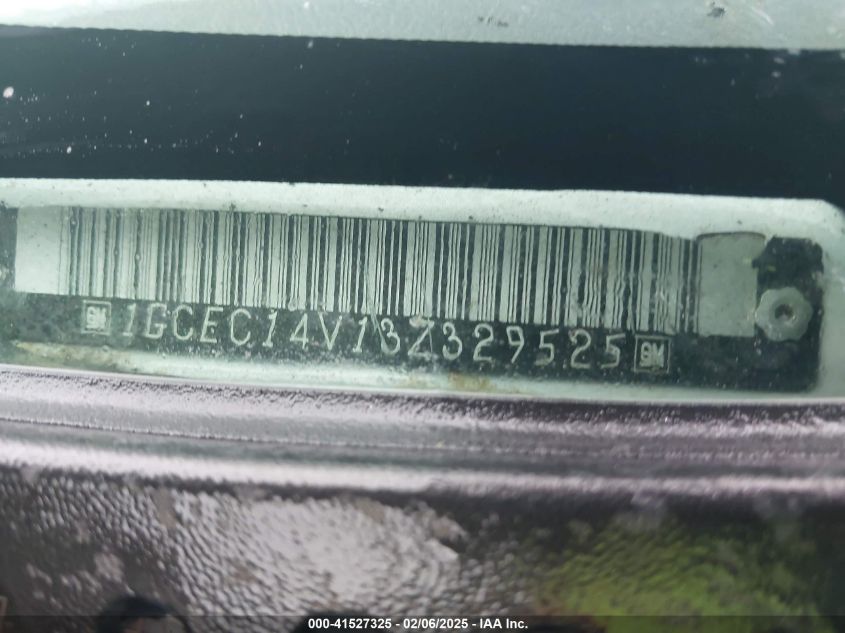 GM 1GCEC14V13Z329525 GM
000-41527325 | 02/06/2025 - IAA Inc.